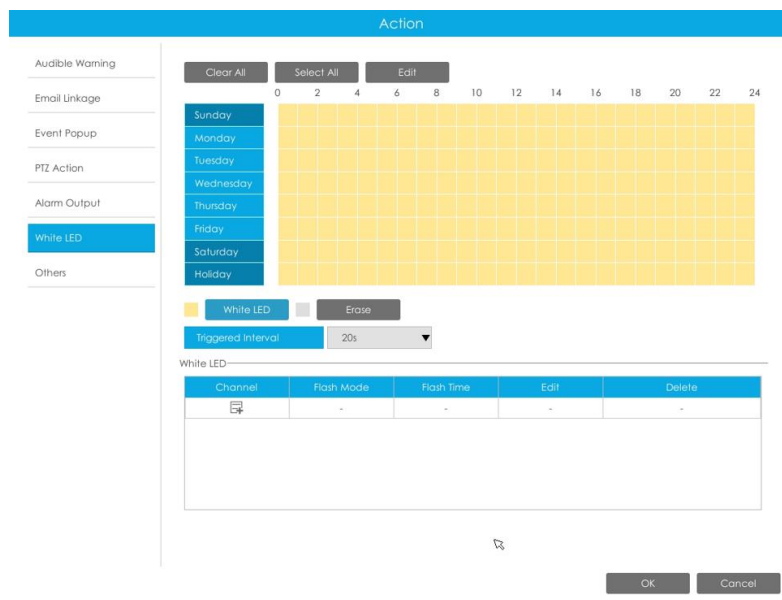 Action
Audible Warning
Email Linkage
Event Popup
PTZ Action
Alarm Output
White LED
Others
Clear All Select All Edit
0 2 4 6 8 10 12 14 16 18 20 22 24
Sunday
Monday
Tuesday
Wednesday
Thursday
Friday
Saturday
Holiday
White LED Erase
Triggered Interval 20s
White LED
Channel Flash Mode Flash Time Edit Delete
- - - -
OK Cancel